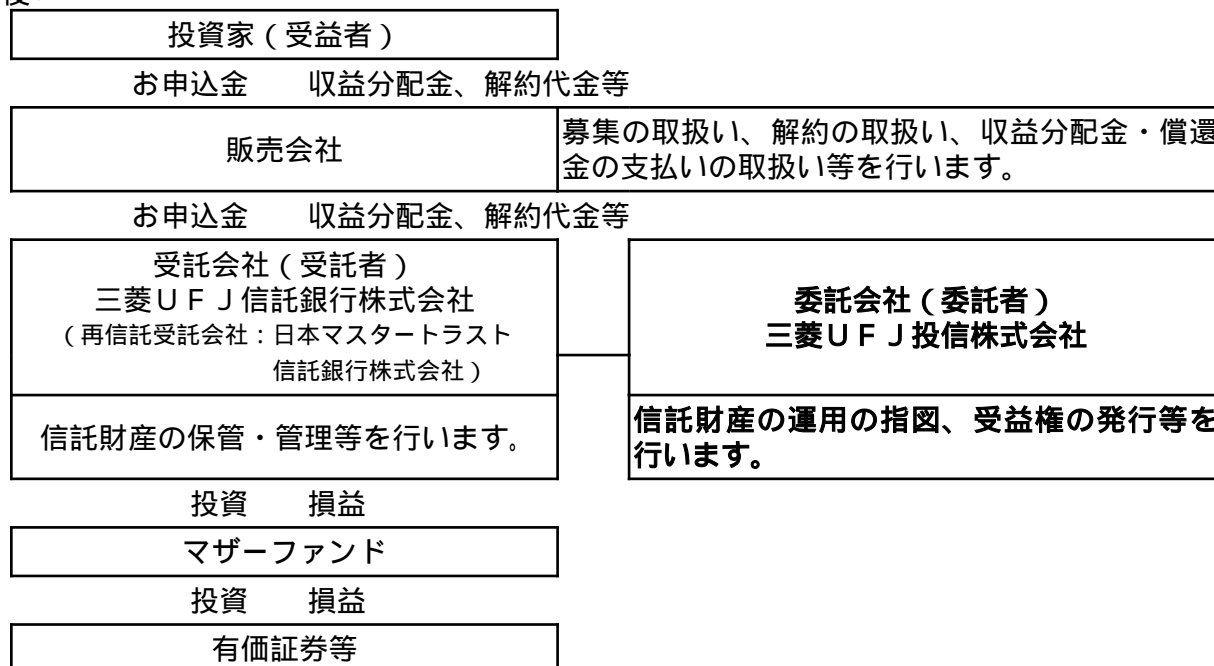 投資家（受益者）
お申込金　　収益分配金、解約代金等
販売会社
募集の取扱い、解約の取扱い、収益分配金・償還
金の支払いの取扱い等を行います。
お申込金　　収益分配金、解約代金等
受託会社（受託者）
三菱ＵＦＪ信託銀行株式会社
（再信託受託会社：日本マスタートラスト
信託銀行株式会社）
委託会社（委託者）
三菱ＵＦＪ投信株式会社
信託財産の保管・管理等を行います。
信託財産の運用の指図、受益権の発行等を
行います。
投資　　損益
マザーファンド
投資　　損益
有価証券等